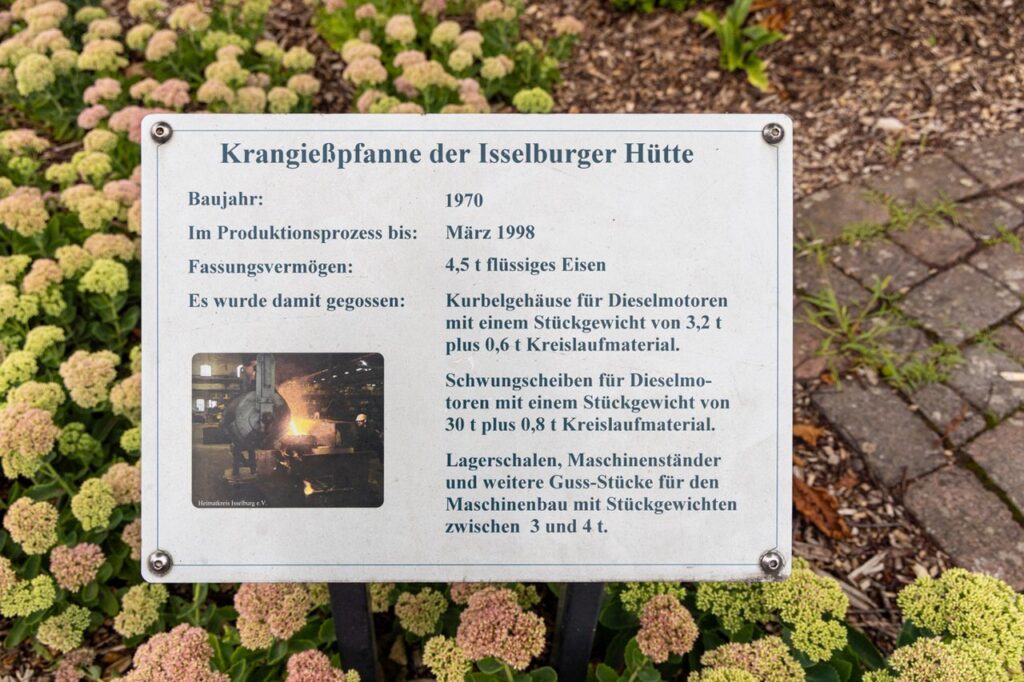 Krangießpfanne der Isselburger Hütte
Baujahr: 1970
Im Produktionsprozess bis: März 1998
Fassungsvermögen: 4,5 t flüssiges Eisen
Es wurde damit gegossen: Kurbelgehäuse für Dieselmotoren
mit einem Stückgewicht von 3,2 t
plus 0,6 t Kreislaufmaterial.
Schwungscheiben für Dieselmo-
toren mit einem Stückgewicht von
30 t plus 0,8 t Kreislaufmaterial.
Lagerschalen, Maschinenständer
und weitere Guss-Stücke für den
Maschinenbau mit Stückgewichten
zwischen 3 und 4 t.
Heimatkreis Isselburg e.V.